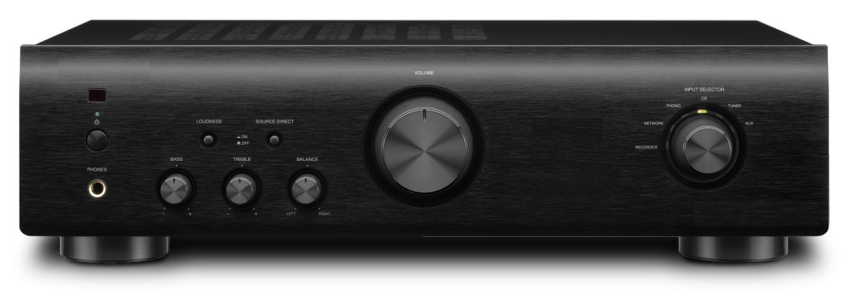 VOLUME
INPUT SELECTOR
CD
PHONO
TUNER
NETWORK
AUX
RECORDER
LOUDNESS
SOURCE DIRECT
ON
OFF
BASS
TREBLE
BALANCE
PHONES
LEFT
RIGHT